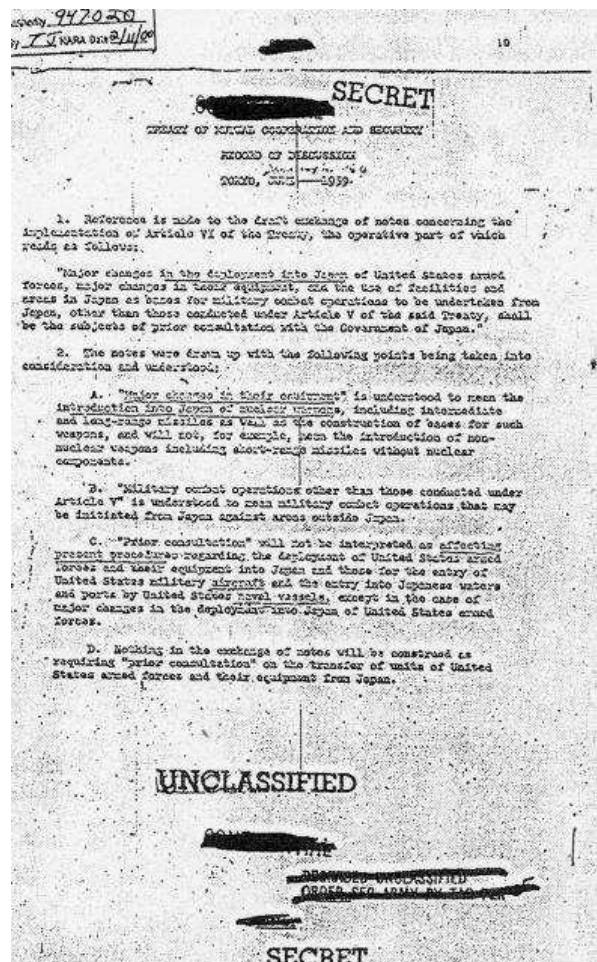 947020
By TJ NARA Date 2/11/00
10
SECRET
TREATY OF MUTUAL COOPERATION AND SECURITY
RECORD OF DISCUSSION
TOKYO, JUNE 1959
1. Reference is made to the draft exchange of notes concerning the
implementation of Article VI of the Treaty, the operative part of which
reads as follows:
"Major changes in the deployment into Japan of United States armed
forces, major changes in their equipment, and the use of facilities and
areas in Japan as bases for military combat operations to be undertaken from
Japan, other than those conducted under Article V of the said Treaty, shall
be the subjects of prior consultation with the Government of Japan."
2. The notes were drawn up with the following points being taken into
consideration and understood:
A. "Major changes in their equipment" is understood to mean the
introduction into Japan of nuclear weapons, including intermediate
and long-range missiles as well as the construction of bases for such
weapons, and will not, for example, mean the introduction of non-
nuclear weapons including short-range missiles without nuclear
components.
B. "Military combat operations other than those conducted under
Article V" is understood to mean military combat operations that may
be initiated from Japan against areas outside Japan.
C. "Prior consultation" will not be interpreted as affecting
present procedures regarding the deployment of United States armed
forces and their equipment into Japan and those for the entry of
United States military aircraft and the entry into Japanese waters
and ports by United States naval vessels, except in the case of
major changes in the deployment into Japan of United States armed
forces.
D. Nothing in the exchange of notes will be construed as
requiring "prior consultation" on the transfer of units of United
States armed forces and their equipment from Japan.
UNCLASSIFIED
SECRET